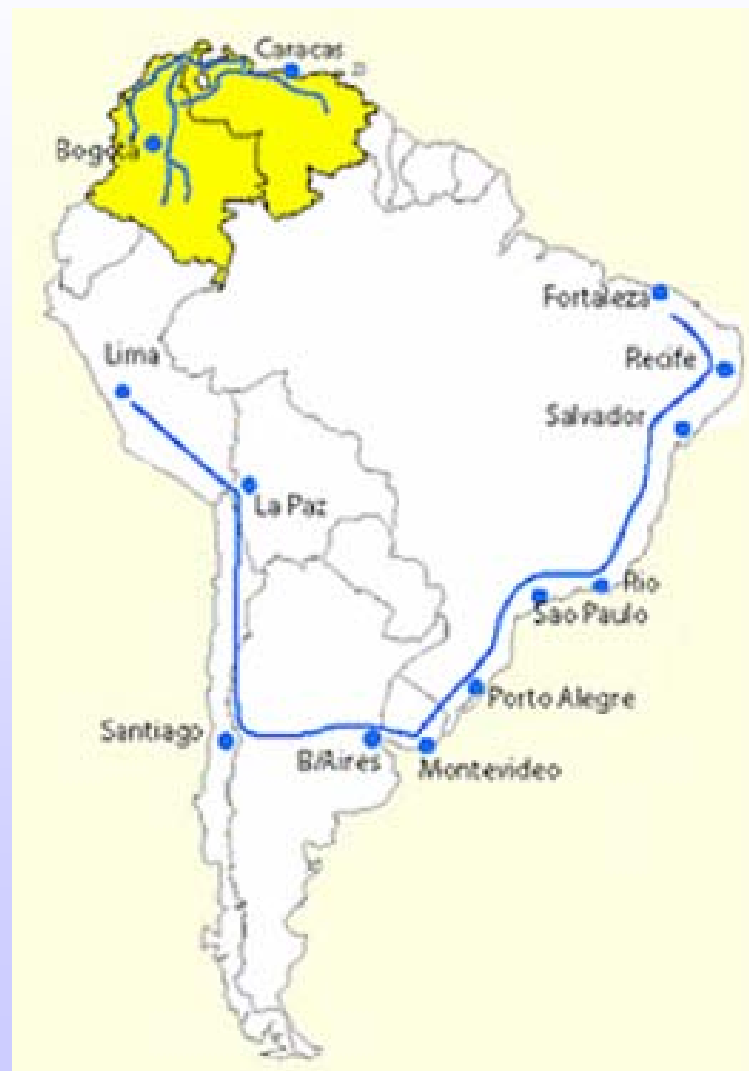 Caracas
Bogota
Fortaleza
Lima
Recife
Salvador
La Paz
Rio
Sao Paulo
Porto Alegre
Santiago
B/Aires
Montevideo